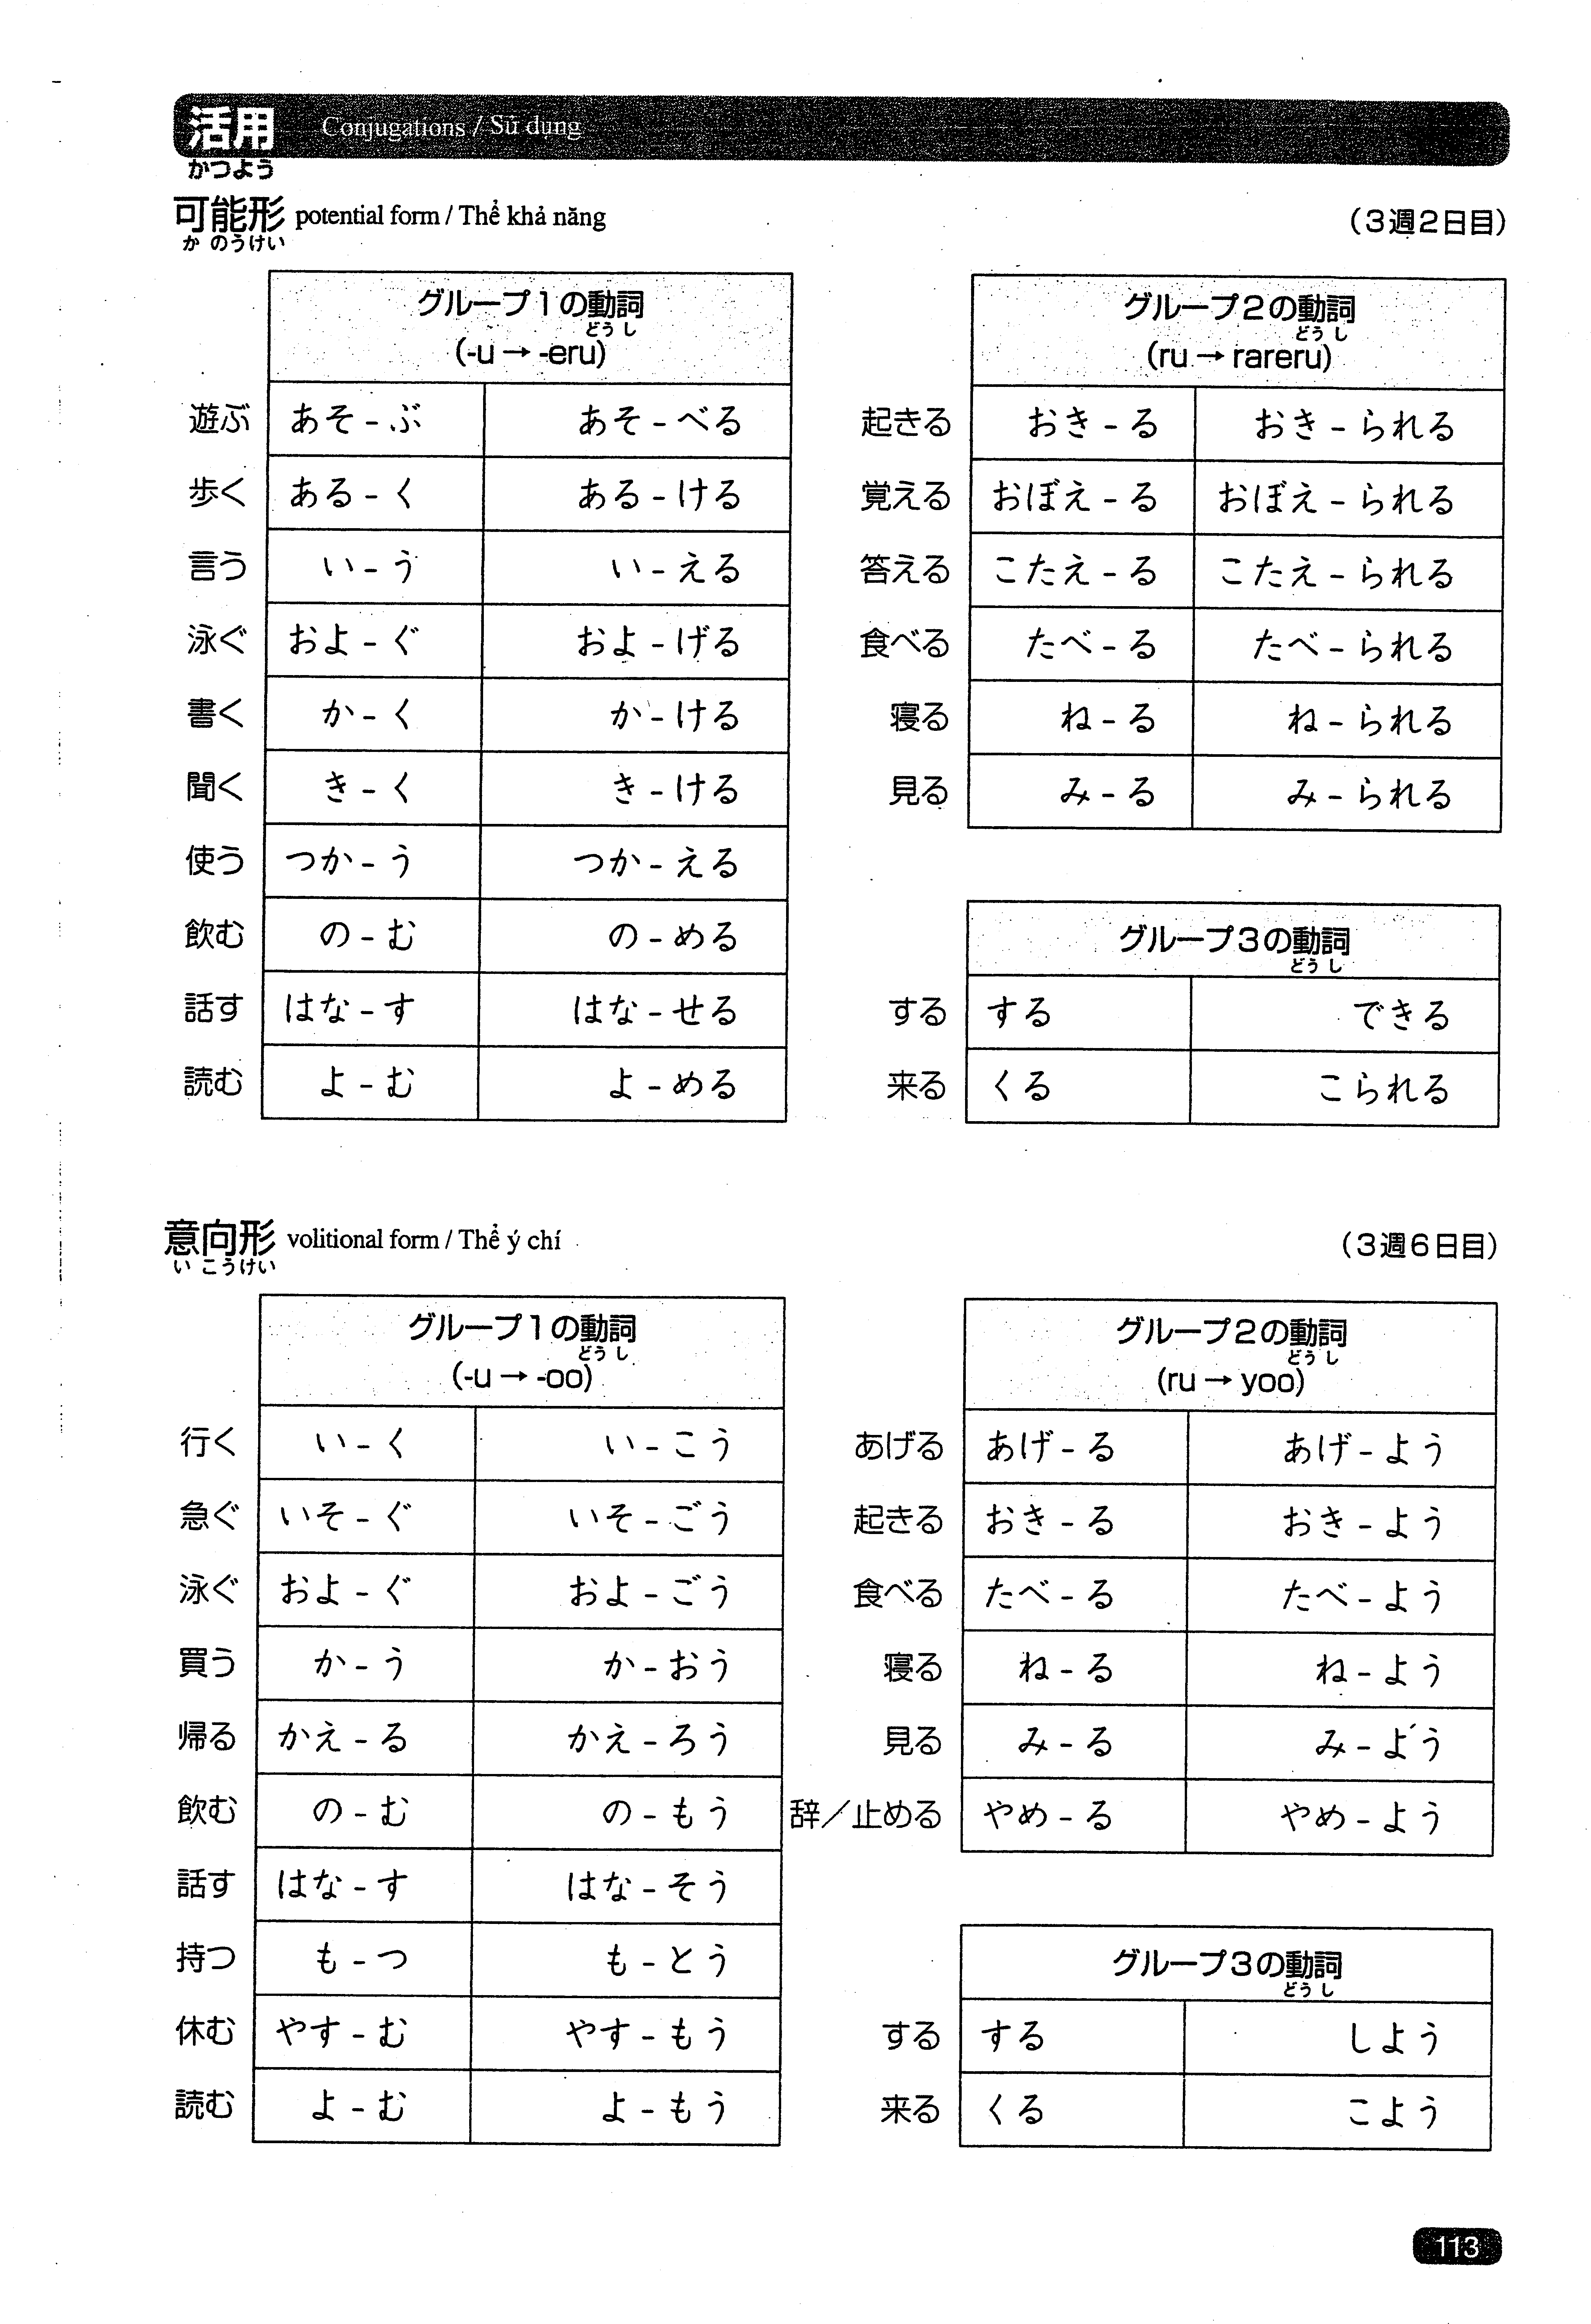 活用 Conjugations / Sử dụng
かつよう
可能形 potential form / Thể khả năng (3週2日目)
か のうけい
グループ1の動詞
どうし
(-u → -eru)
遊ぶ あそ - ぶ あそ - べる
歩く ある - く ある - ける
言う い - う い - える
泳ぐ およ - ぐ およ - げる
書く か - く か - ける
聞く き - く き - ける
使う つか - う つか - える
飲む の - む の - める
話す はな - す はな - せる
読む よ - む よ - める
グループ2の動詞
どうし
(ru → rareru)
起きる おき - る おき - られる
覚える おぼえ - る おぼえ - られる
答える こたえ - る こたえ - られる
食べる たべ - る たべ - られる
寝る ね - る ね - られる
見る み - る み - られる
グループ3の動詞
どうし
する する できる
来る くる こられる
意向形 volitional form / Thể ý chí (3週6日目)
い こうけい
グループ1の動詞
どうし
(-u → -oo)
行く い - く い - こう
急ぐ いそ - ぐ いそ - ごう
泳ぐ およ - ぐ およ - ごう
買う か - う か - おう
帰る かえ - る かえ - ろう
飲む の - む の - もう
話す はな - す はな - そう
持つ も - つ も - とう
休む やす - む やす - もう
読む よ - む よ - もう
グループ2の動詞
どうし
(ru → yoo)
あげる あげ - る あげ - よう
起きる おき - る おき - よう
食べる たべ - る たべ - よう
寝る ね - る ね - よう
見る み - る み - よう
辞/止める やめ - る やめ - よう
グループ3の動詞
どうし
する する しよう
来る くる こよう
113